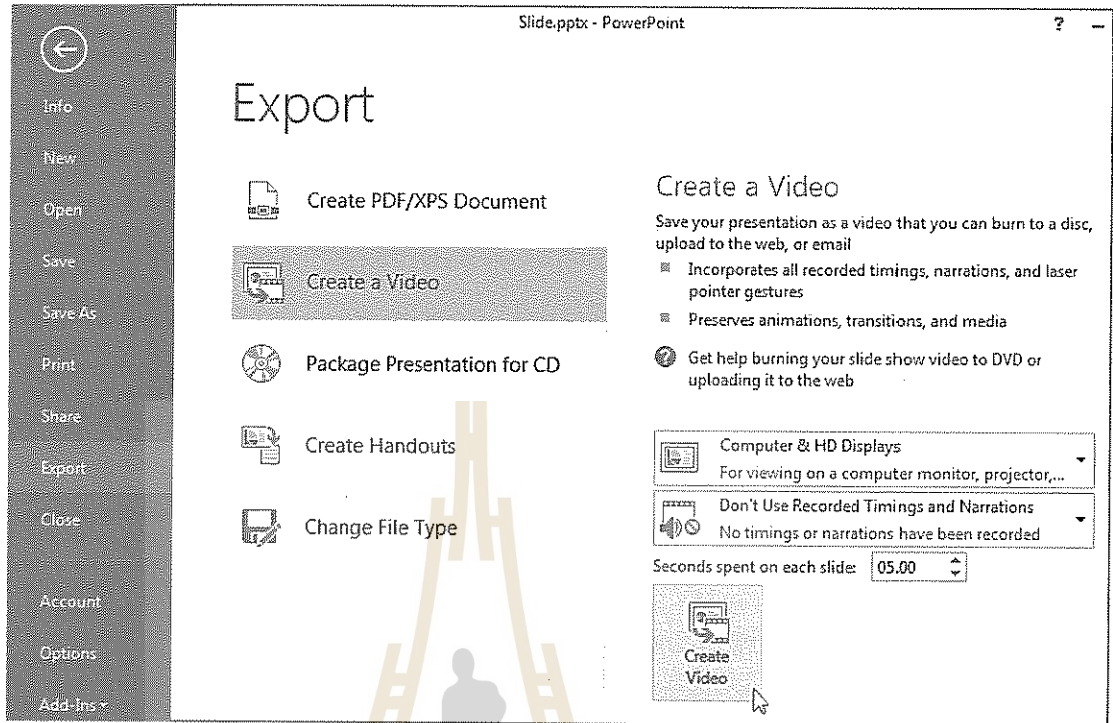 Slide.pptx - PowerPoint
?
Info
New
Open
Save
Save As
Print
Share
Export
Close
Account
Options
Add-Ins
Export
Create PDF/XPS Document
Create a Video
Package Presentation for CD
Create Handouts
Change File Type
Create a Video
Save your presentation as a video that you can burn to a disc,
upload to the web, or email
Incorporates all recorded timings, narrations, and laser
pointer gestures
Preserves animations, transitions, and media
Get help burning your slide show video to DVD or
uploading it to the web
Computer & HD Displays
For viewing on a computer monitor, projector,...
Don't Use Recorded Timings and Narrations
No timings or narrations have been recorded
Seconds spent on each slide: 05.00
Create
Video